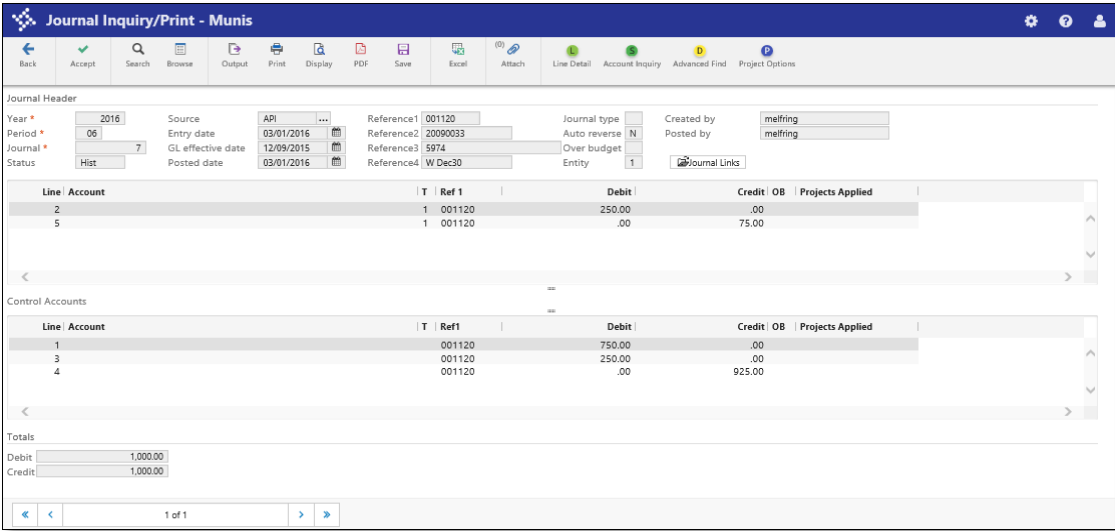 Journal Inquiry/Print - Munis
Back Accept Search Browse Output Print Display PDF Save Excel (0) Attach L Line Detail S Account Inquiry D Advanced Find P Project Options
Journal Header
Year * 2016 Source API ... Reference1 001120 Journal type Created by melfring
Period * 06 Entry date 03/01/2016 Reference2 20090033 Auto reverse N Posted by melfring
Journal * 7 GL effective date 12/09/2015 Reference3 5974 Over budget
Status Hist Posted date 03/01/2016 Reference4 W Dec30 Entity 1 Journal Links
Line Account T Ref 1 Debit Credit OB Projects Applied
2 1 001120 250.00 .00
5 1 001120 .00 75.00
Control Accounts
Line Account T Ref1 Debit Credit OB Projects Applied
1 001120 750.00 .00
3 001120 250.00 .00
4 001120 .00 925.00
Totals
Debit 1,000.00
Credit 1,000.00
1 of 1